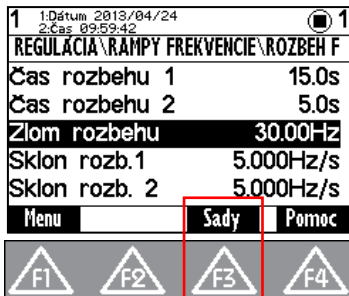 1 1:Dátum 2013/04/24 1
2:Čas 09:59:42
REGULÁCIA\RAMPY FREKVENCIE\ROZBEH F
Čas rozbehu 1 15.0s
Čas rozbehu 2 5.0s
Zlom rozbehu 30.00Hz
Sklon rozb.1 5.000Hz/s
Sklon rozb. 2 5.000Hz/s
Menu Sady Pomoc
F1 F2 F3 F4